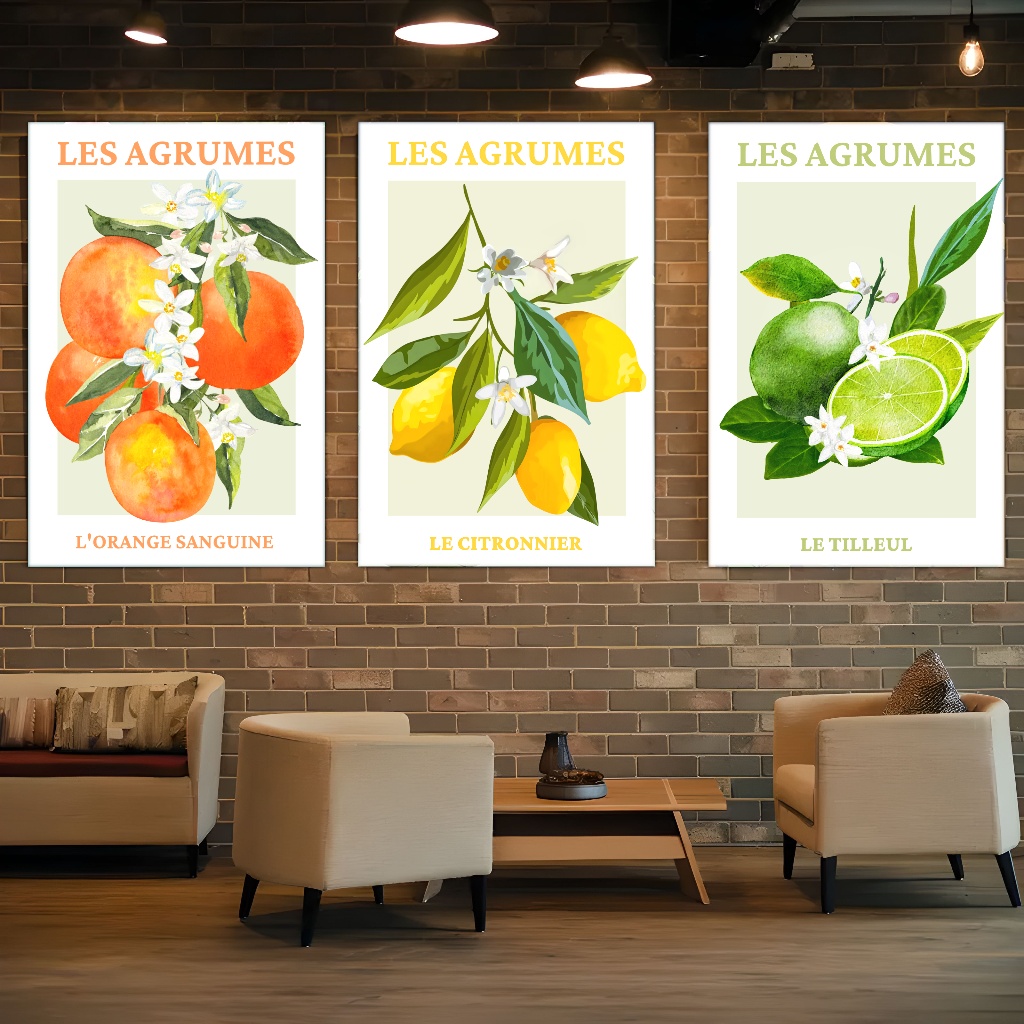 LES AGRUMES
L'ORANGE SANGUINE
LES AGRUMES
LE CITRONNIER
LES AGRUMES
LE TILLEUL